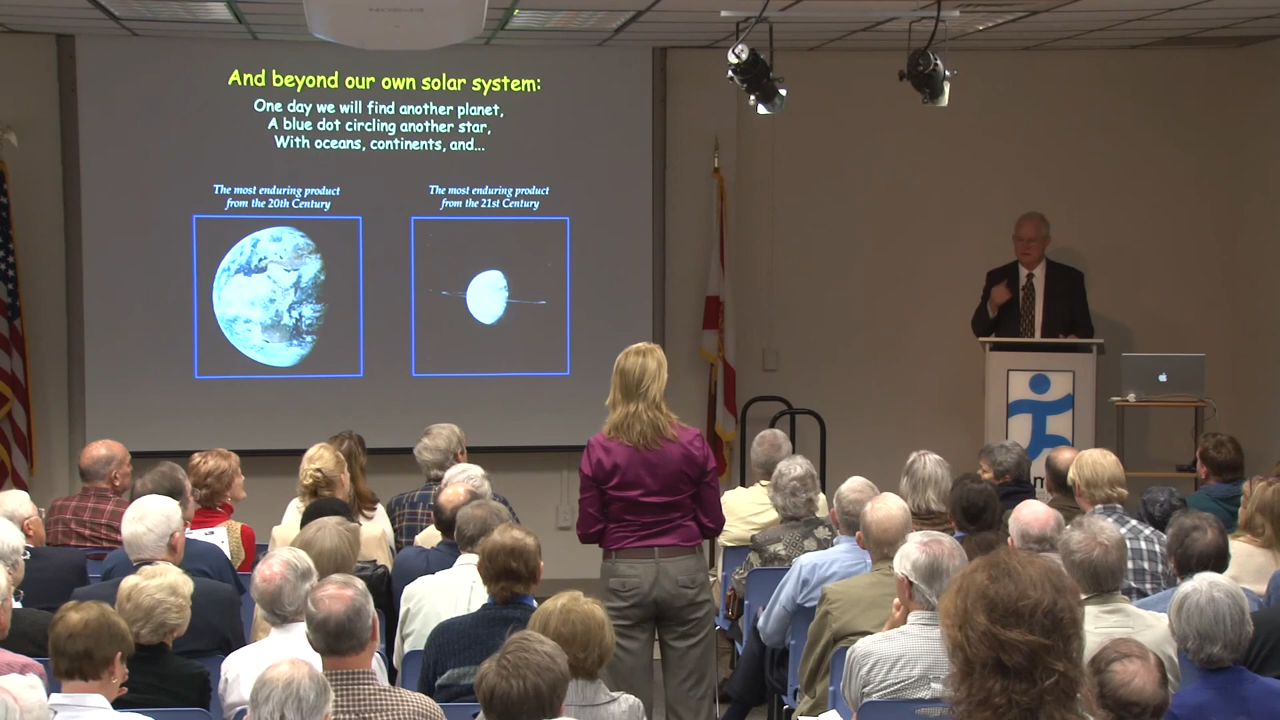 And beyond our own solar system:
One day we will find another planet,
A blue dot circling another star,
With oceans, continents, and...
The most enduring product
from the 20th Century
The most enduring product
from the 21st Century